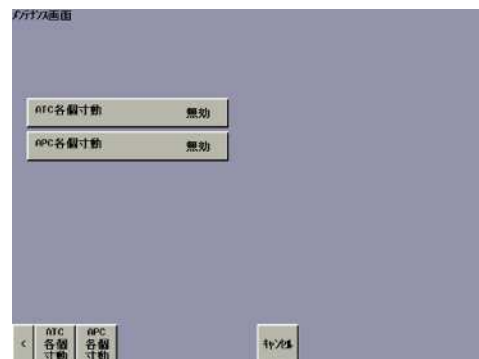 メンテナンス画面
ATC各個寸動 無効
APC各個寸動 無効
<
ATC
各個
寸動
APC
各個
寸動
キャンセル